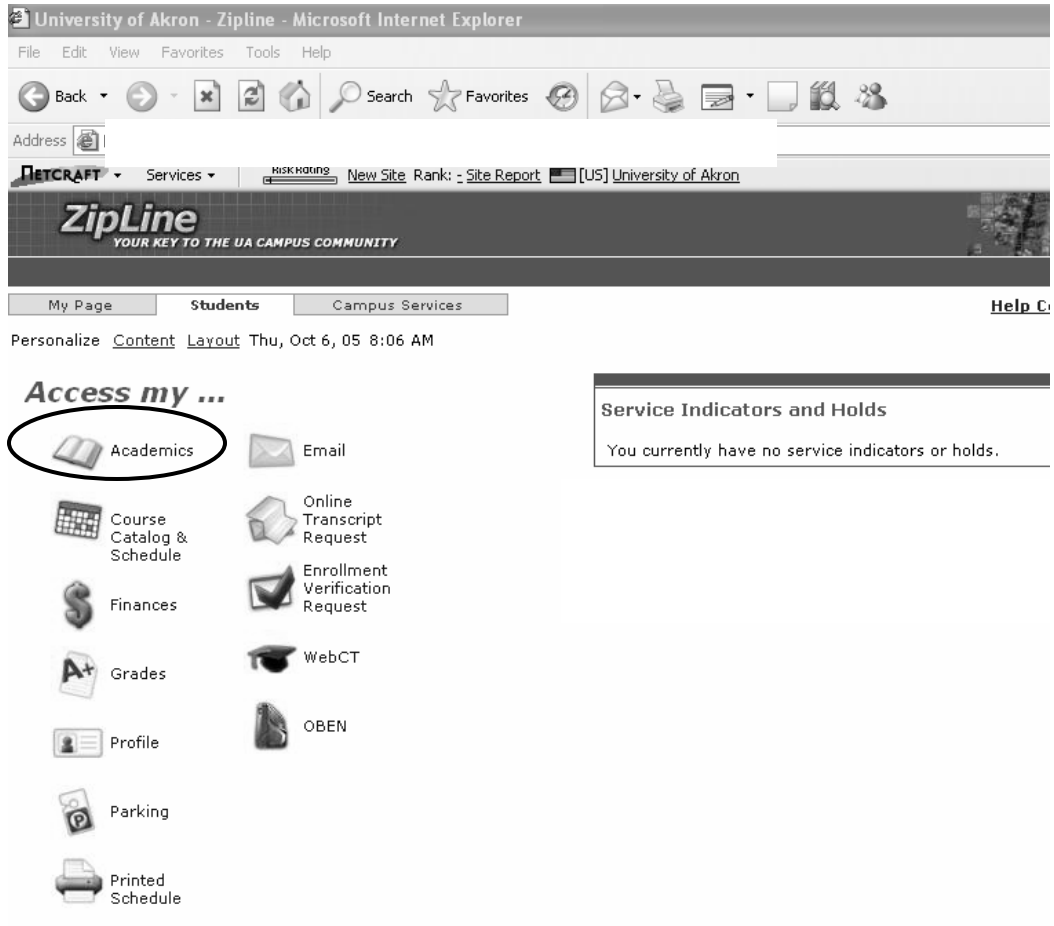 University of Akron - Zipline - Microsoft Internet Explorer
File Edit View Favorites Tools Help
Back Search Favorites
Address
NETCRAFT Services Risk Rating New Site Rank: - Site Report [US] University of Akron
ZipLine
YOUR KEY TO THE UA CAMPUS COMMUNITY
My Page Students Campus Services
Help
Personalize Content Layout Thu, Oct 6, 05 8:06 AM
Access my ...
Academics
Course
Catalog &
Schedule
Finances
A+
Grades
Profile
P
Parking
Printed
Schedule
Email
Online
Transcript
Request
Enrollment
Verification
Request
WebCT
OBEN
Service Indicators and Holds
You currently have no service indicators or holds.